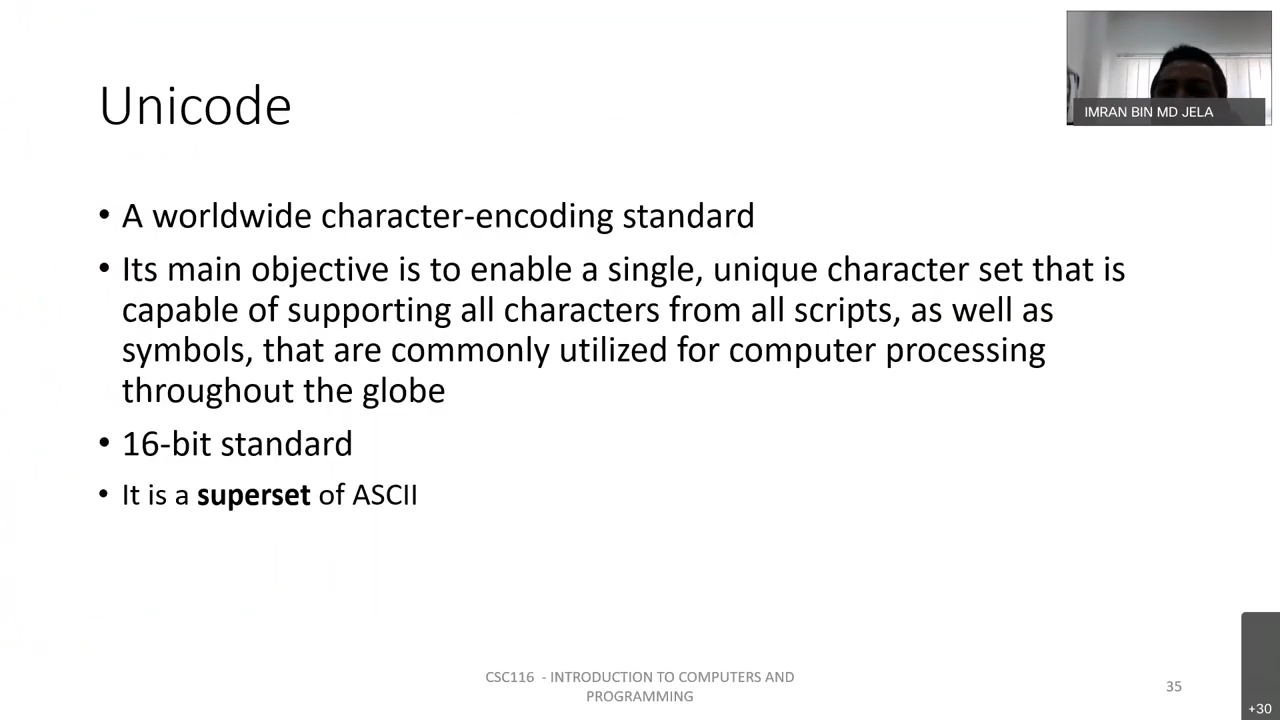 IMRAN BIN MD JELA
Unicode
• A worldwide character-encoding standard
• Its main objective is to enable a single, unique character set that is
capable of supporting all characters from all scripts, as well as
symbols, that are commonly utilized for computer processing
throughout the globe
• 16-bit standard
• It is a superset of ASCII
CSC116 - INTRODUCTION TO COMPUTERS AND
PROGRAMMING
35
+30